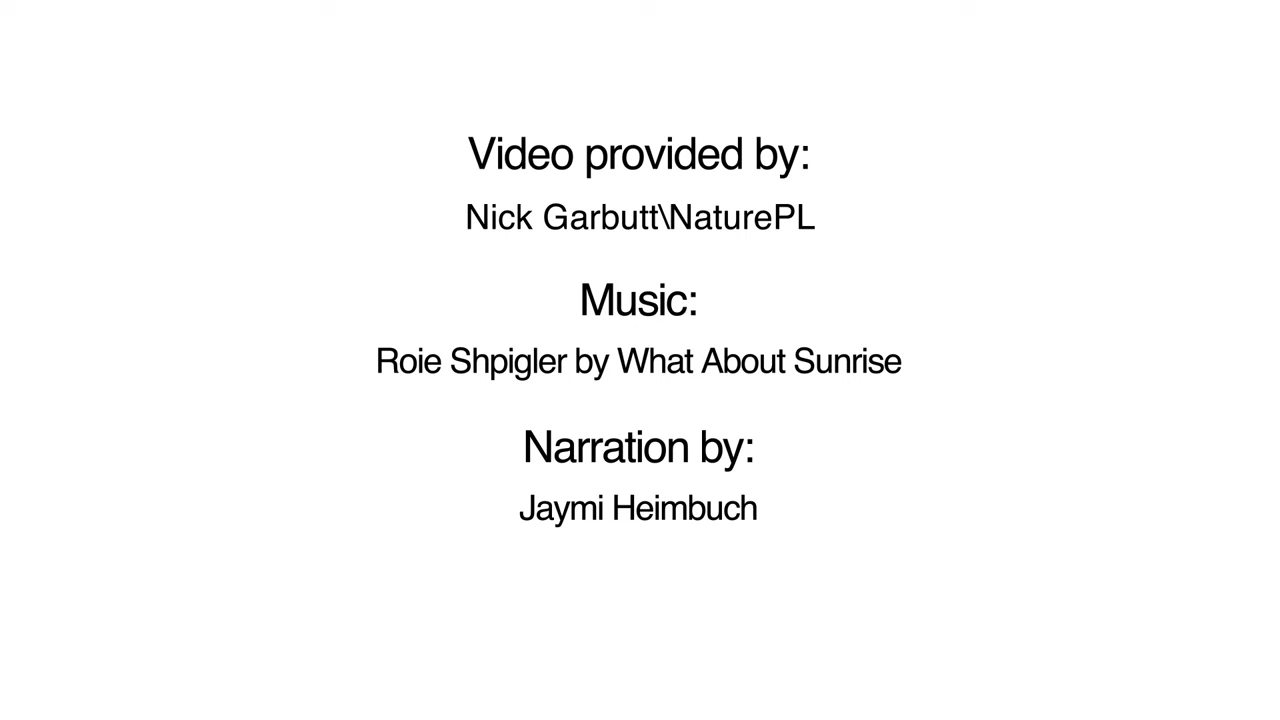 Video provided by:
Nick Garbutt\NaturePL
Music:
Roie Shpigler by What About Sunrise
Narration by:
Jaymi Heimbuch